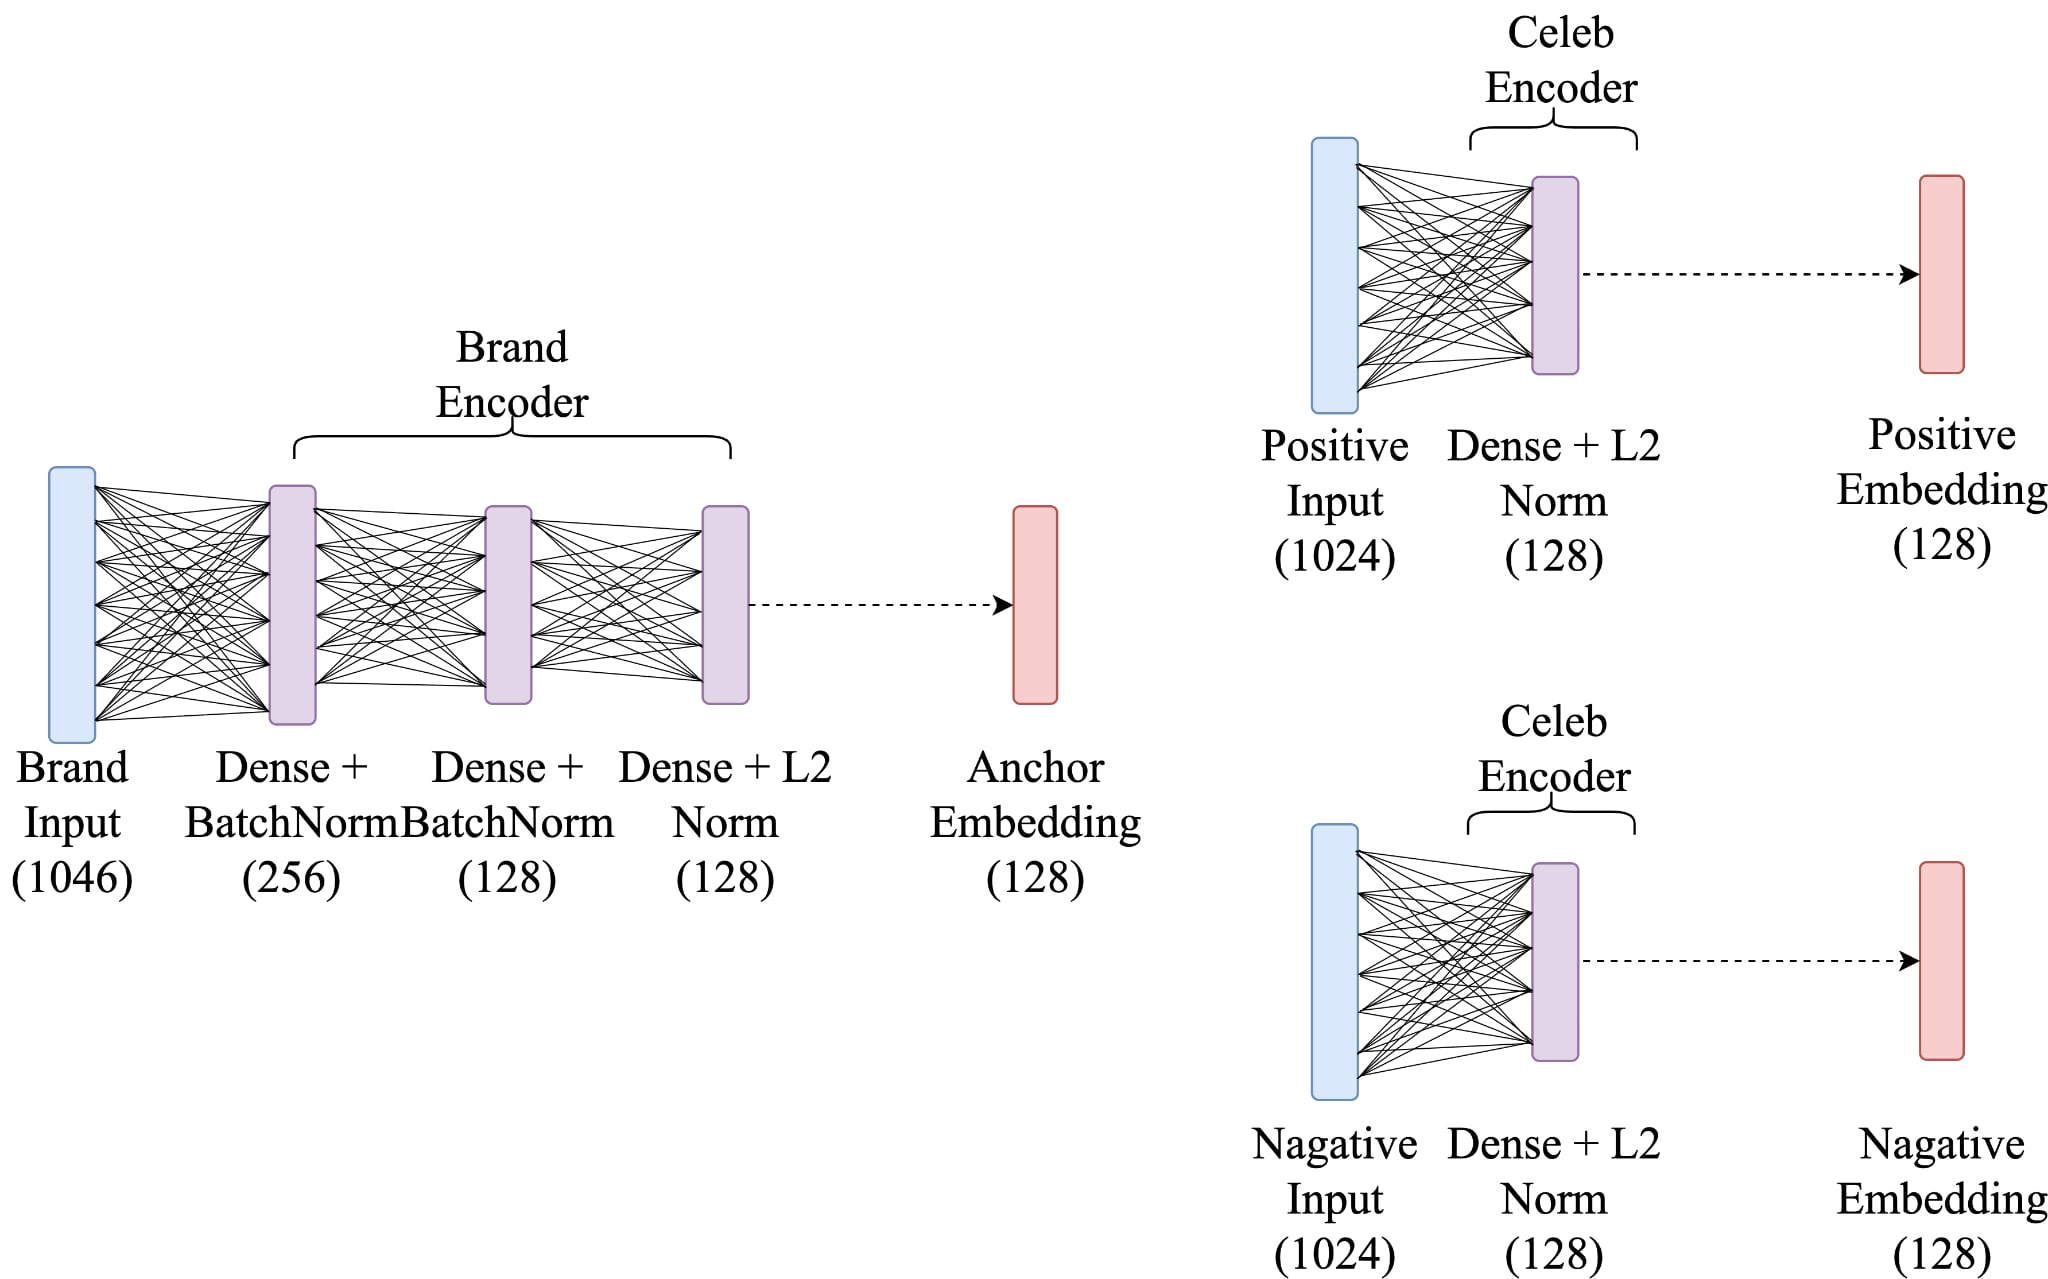 Brand
Encoder
Brand
Input
(1046)
Dense +
BatchNorm
(256)
Dense +
BatchNorm
(128)
Dense + L2
Norm
(128)
Anchor
Embedding
(128)
Celeb
Encoder
Positive
Input
(1024)
Dense + L2
Norm
(128)
Positive
Embedding
(128)
Celeb
Encoder
Nagative
Input
(1024)
Dense + L2
Norm
(128)
Nagative
Embedding
(128)